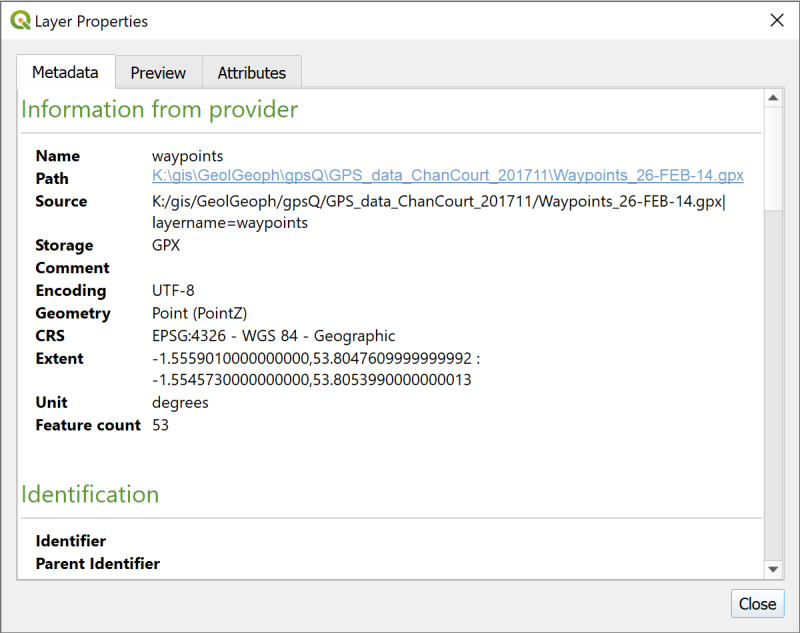 Layer Properties
Metadata Preview Attributes
Information from provider
Name waypoints
Path K:\gis\GeolGeoph\gpsQ\GPS_data_ChanCourt_201711\Waypoints_26-FEB-14.gpx
Source K:/gis/GeolGeoph/gpsQ/GPS_data_ChanCourt_201711/Waypoints_26-FEB-14.gpx|
layername=waypoints
Storage GPX
Comment
Encoding UTF-8
Geometry Point (PointZ)
CRS EPSG:4326 - WGS 84 - Geographic
Extent -1.5559010000000000,53.8047609999999992 :
-1.5545730000000000,53.8053990000000013
Unit degrees
Feature count 53
Identification
Identifier
Parent Identifier
Close